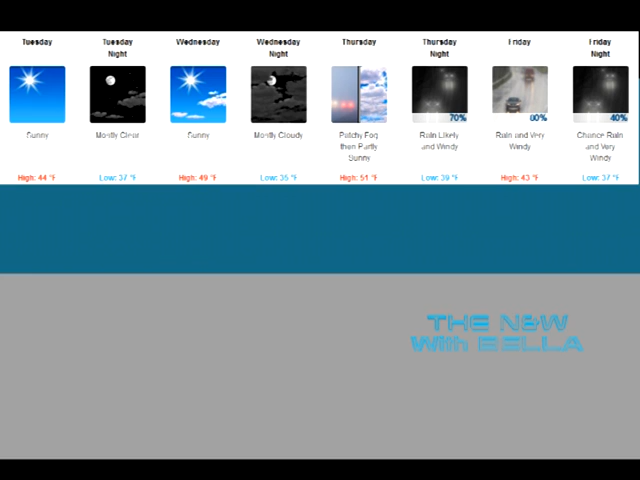 Tuesday
Tuesday Night
Wednesday
Wednesday Night
Thursday
Thursday Night
Friday
Friday Night
70%
80%
40%
Sunny
Mostly Clear
Sunny
Mostly Cloudy
Patchy Fog then Partly Sunny
Rain Likely and Windy
Rain and Very Windy
Chance Rain and Very Windy
High: 44 °F
Low: 37 °F
High: 49 °F
Low: 35 °F
High: 51 °F
Low: 39 °F
High: 43 °F
Low: 37 °F
THE N&W
With BELLA